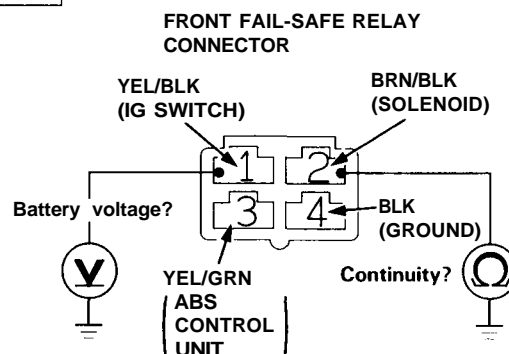 FRONT FAIL-SAFE RELAY
CONNECTOR
YEL/BLK
(IG SWITCH)
BRN/BLK
(SOLENOID)
1
2
3
4
Battery voltage?
BLK
(GROUND)
V
Continuity?
Ω
YEL/GRN
(ABS
CONTROL
UNIT)